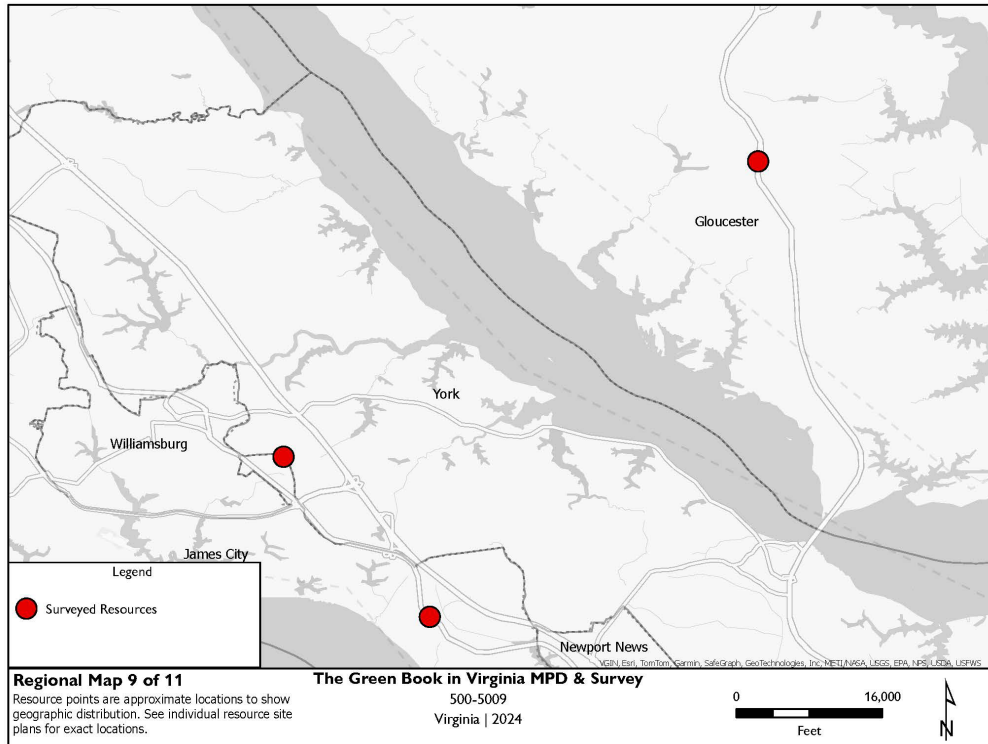 Gloucester
York
Williamsburg
James City
Legend
Surveyed Resources
Newport News
VGIN, Esri, TomTom, Garmin, SafeGraph, GeoTechnologies, Inc, METI/NASA, USGS, EPA, NPS, USDA, USFWS
Regional Map 9 of 11
Resource points are approximate locations to show
geographic distribution. See individual resource site
plans for exact locations.
The Green Book in Virginia MPD & Survey
500-5009
Virginia | 2024
0 16,000
Feet
N